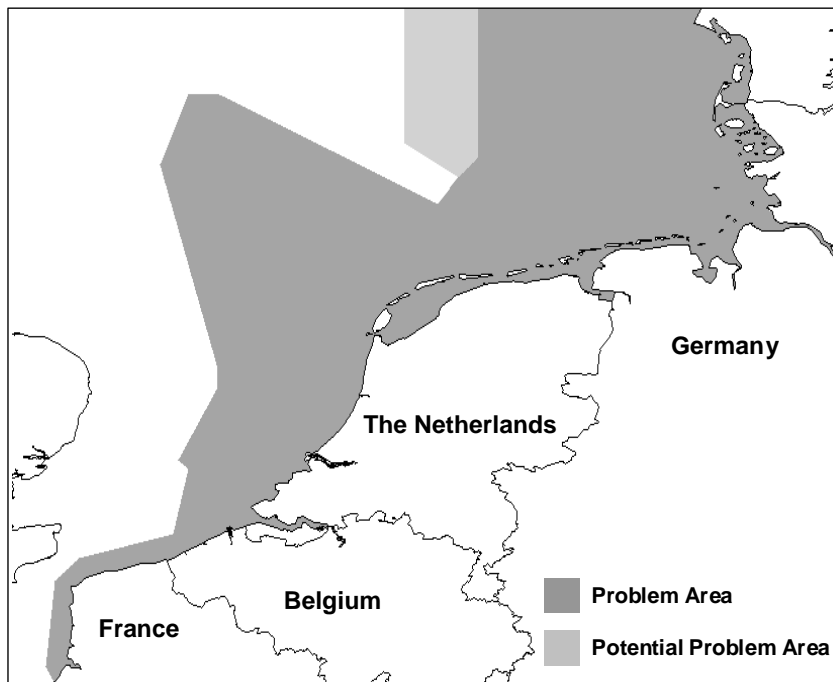 Germany
The Netherlands
Belgium
France
Problem Area
Potential Problem Area